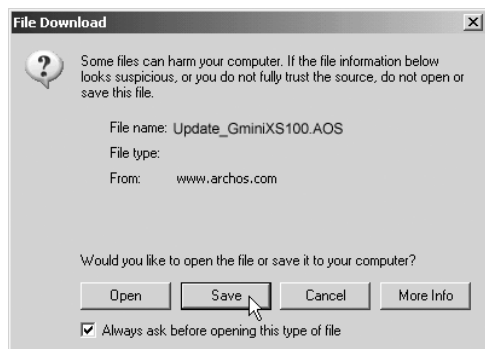 File Download
Some files can harm your computer. If the file information below
looks suspicious, or you do not fully trust the source, do not open or
save this file.
File name: Update_GminiXS100.AOS
File type:
From: www.archos.com
Would you like to open the file or save it to your computer?
Open Save Cancel More Info
Always ask before opening this type of file